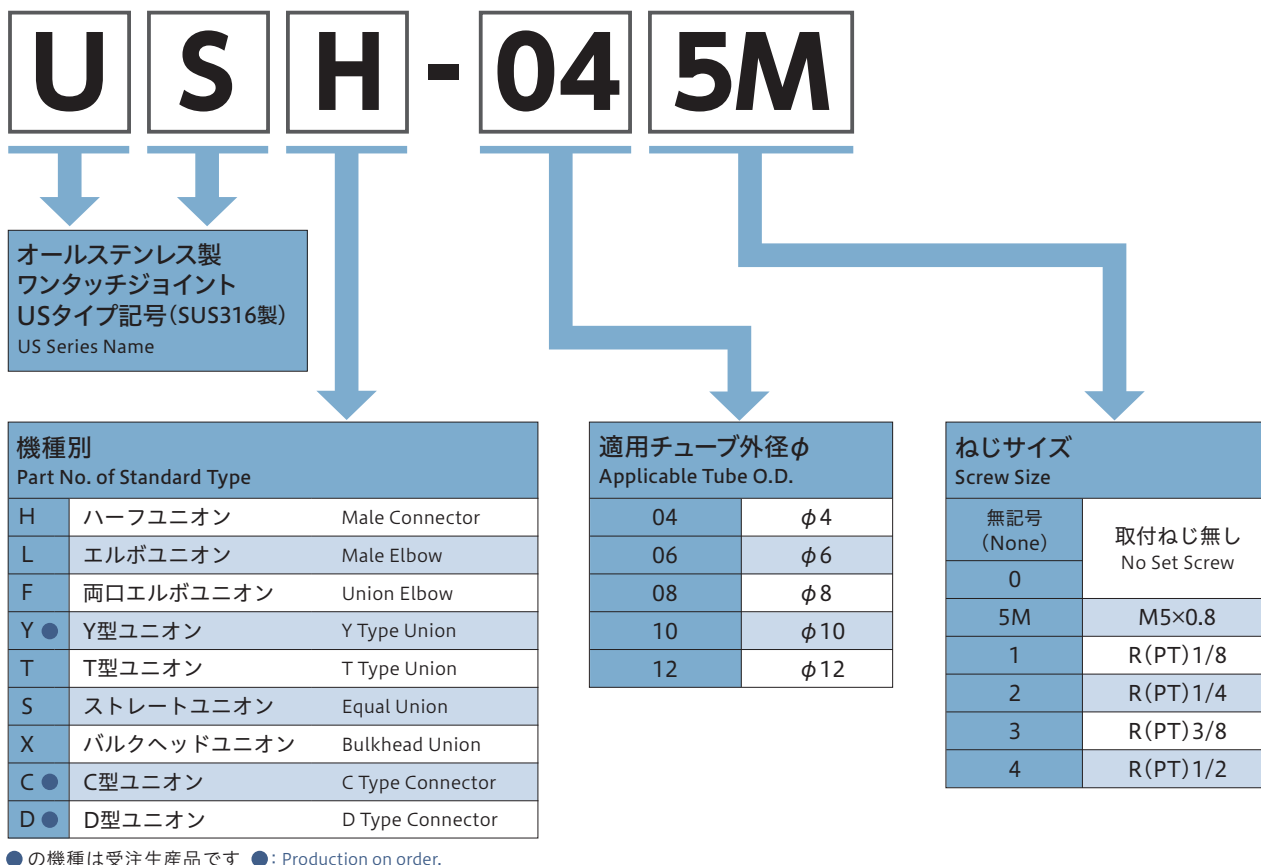 U S H - 04 5M
オールステンレス製
ワンタッチジョイント
USタイプ記号(SUS316製)
US Series Name
機種別
Part No. of Standard Type
H ハーフユニオン Male Connector
L エルボユニオン Male Elbow
F 両口エルボユニオン Union Elbow
Y ● Y型ユニオン Y Type Union
T T型ユニオン T Type Union
S ストレートユニオン Equal Union
X バルクヘッドユニオン Bulkhead Union
C ● C型ユニオン C Type Connector
D ● D型ユニオン D Type Connector
● の機種は受注生産品です ●: Production on order.
適用チューブ外径φ
Applicable Tube O.D.
04 φ4
06 φ6
08 φ8
10 φ10
12 φ12
ねじサイズ
Screw Size
無記号
(None)
0
取付ねじ無し
No Set Screw
5M M5×0.8
1 R(PT)1/8
2 R(PT)1/4
3 R(PT)3/8
4 R(PT)1/2